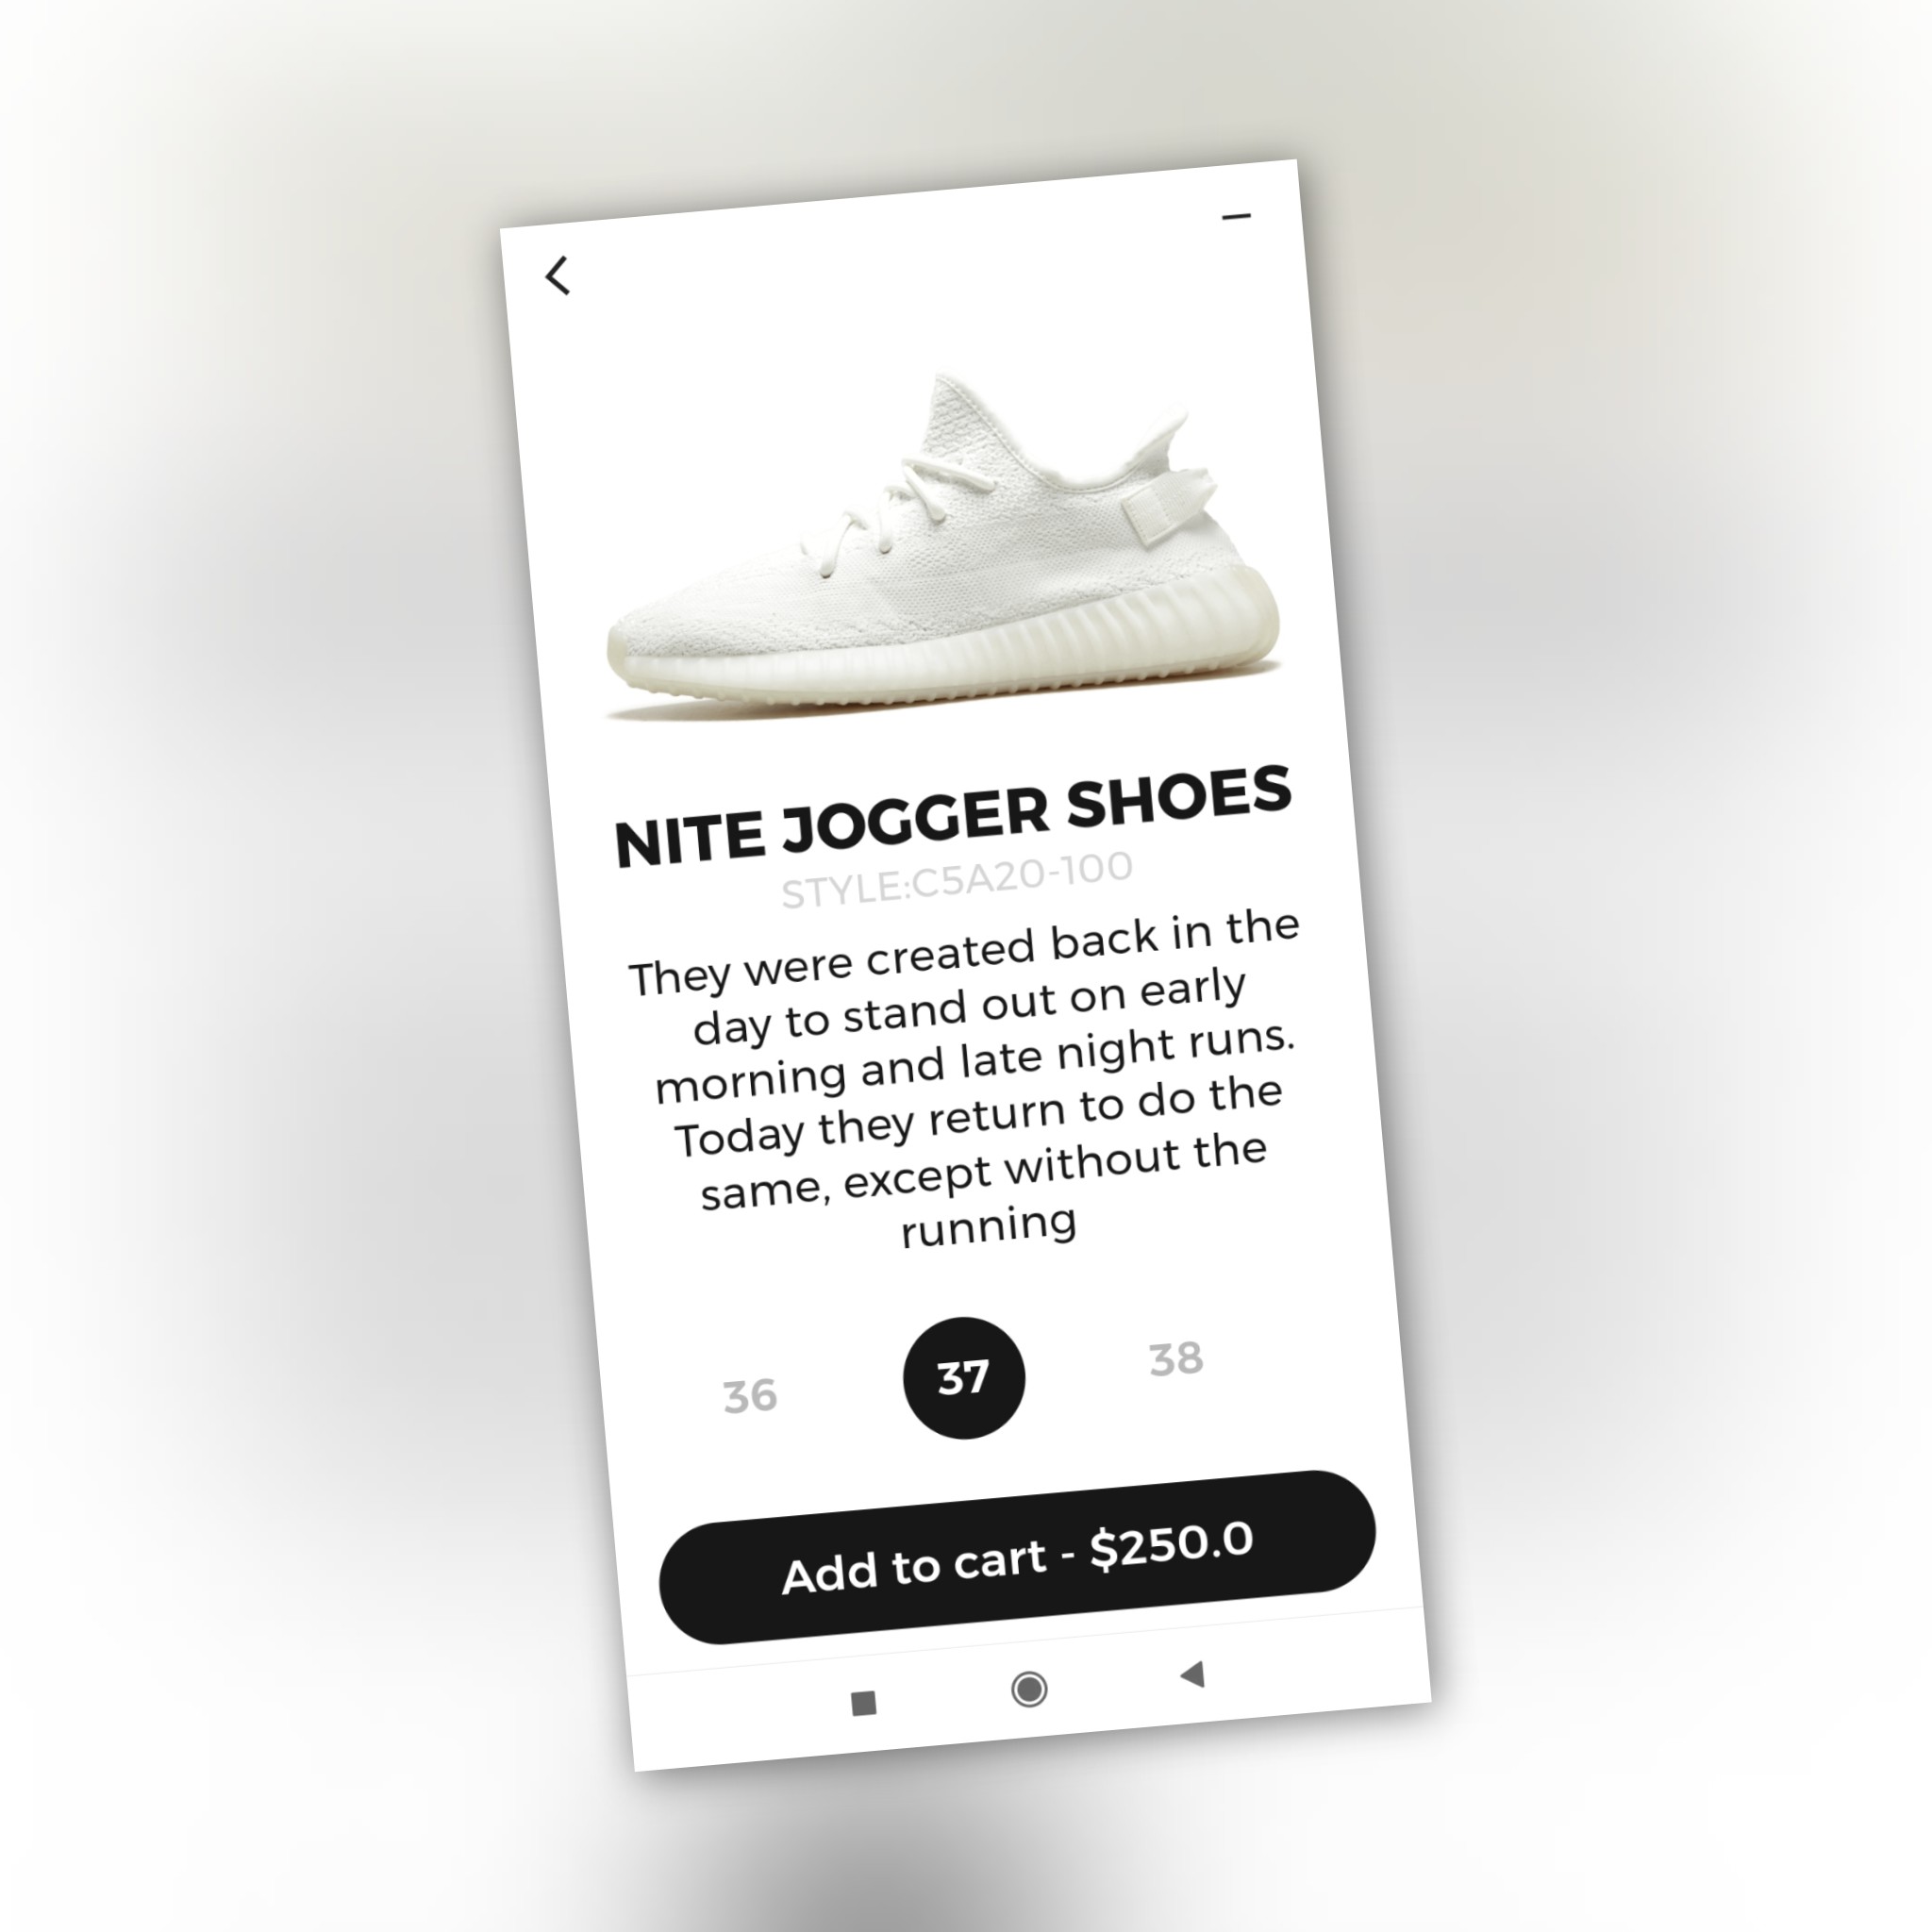 NITE JOGGER SHOES
STYLE:C5A20-100
They were created back in the
day to stand out on early
morning and late night runs.
Today they return to do the
same, except without the
running
36 37 38
Add to cart - $250.0